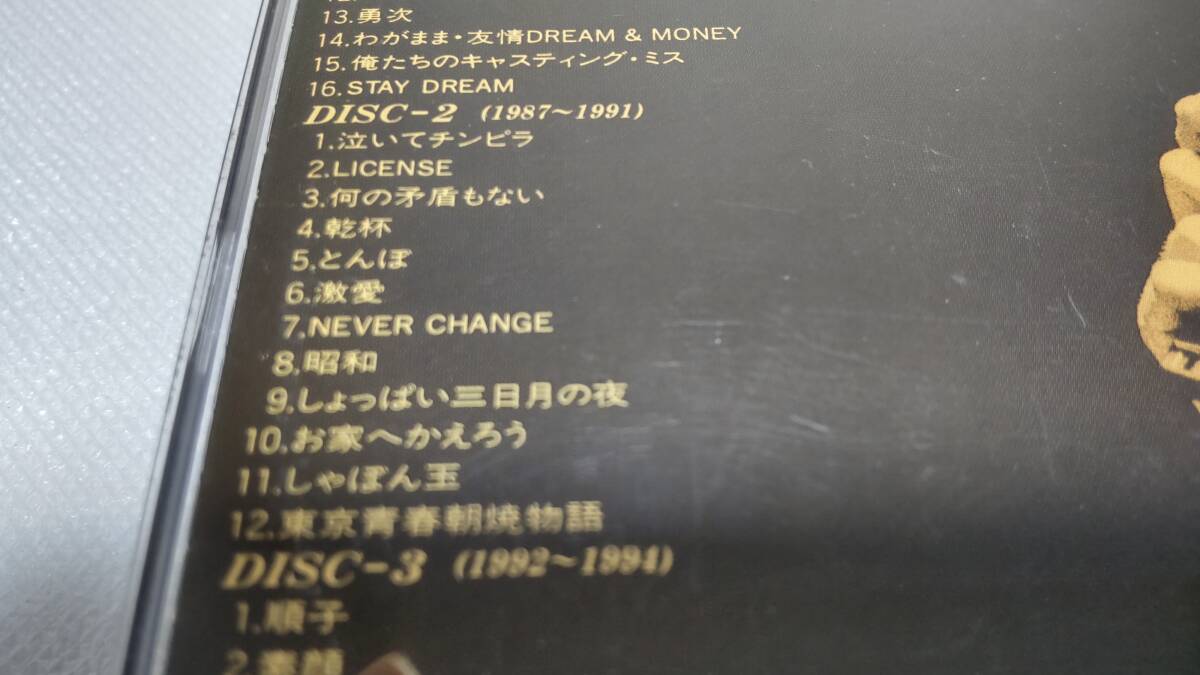 13.勇次
14.わがまま・友情DREAM & MONEY
15.俺たちのキャスティング・ミス
16.STAY DREAM
DISC-2 (1987〜1991)
1.泣いてチンピラ
2.LICENSE
3.何の矛盾もない
4.乾杯
5.とんぼ
6.激愛
7.NEVER CHANGE
8.昭和
9.しょっぱい三日月の夜
10.お家へかえろう
11.しゃぼん玉
12.東京青春朝焼物語
DISC-3 (1992〜1994)
1.順子
2.素顔